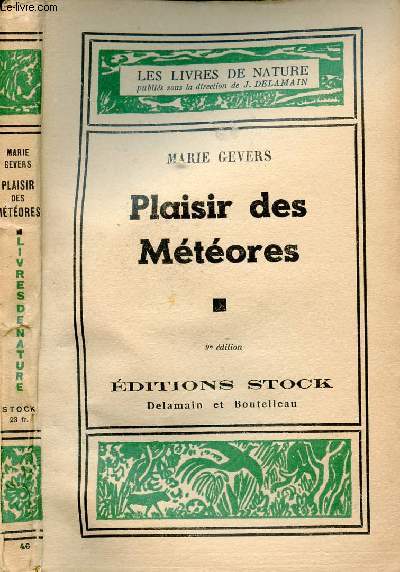 Le-livre.com
MARIE
GEVERS
PLAISIR
DES
MÉTÉORES
LIVRES DE NATURE
STOCK
23 fr.
46
LES LIVRES DE NATURE
publiés sous la direction de J. DELAMAIN
MARIE GEVERS
Plaisir des
Météores
9e édition
ÉDITIONS STOCK
Delamain et Boutelleau